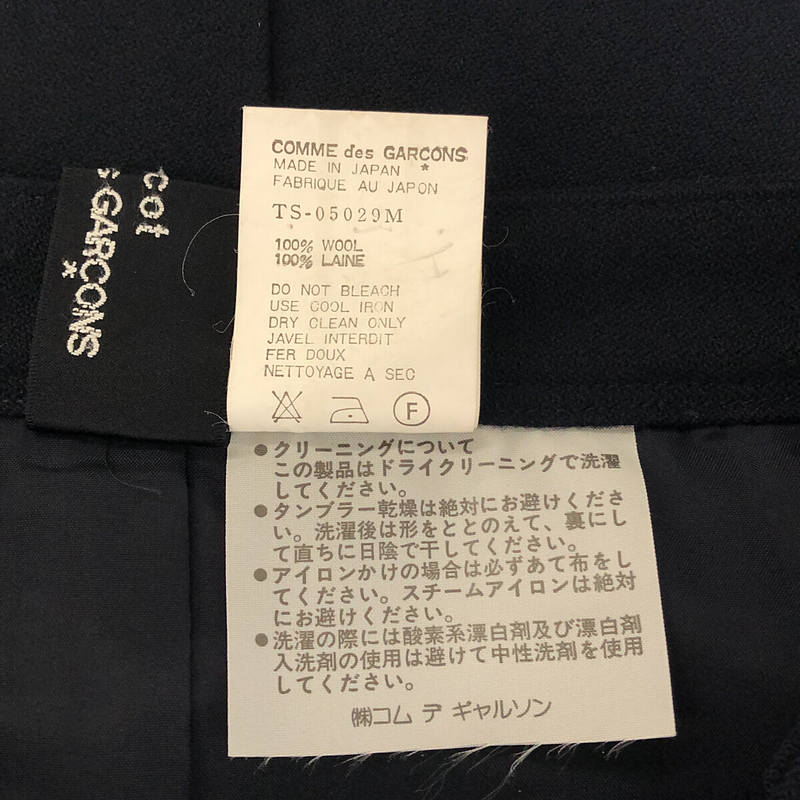 cot
GARCONS
*
COMME des GARCONS
*
MADE IN JAPAN
FABRIQUE AU JAPON
TS-05029M
100% WOOL
100% LAINE
DO NOT BLEACH
USE COOL IRON
DRY CLEAN ONLY
JAVEL INTERDIT
FER DOUX
NETTOYAGE A SEC
F
●クリーニングについて
この製品はドライクリーニングで洗濯
してください。
●タンブラー乾燥は絶対にお避けくださ
い。洗濯後は形をととのえて、裏にし
て直ちに日陰で干してください。
●アイロンかけの場合は必ずあて布をし
てください。スチームアイロンは絶対
にお避けください。
●洗濯の際には酸素系漂白剤及び漂白剤
入洗剤の使用は避けて中性洗剤を使用
してください。
㈱コム デ ギャルソン